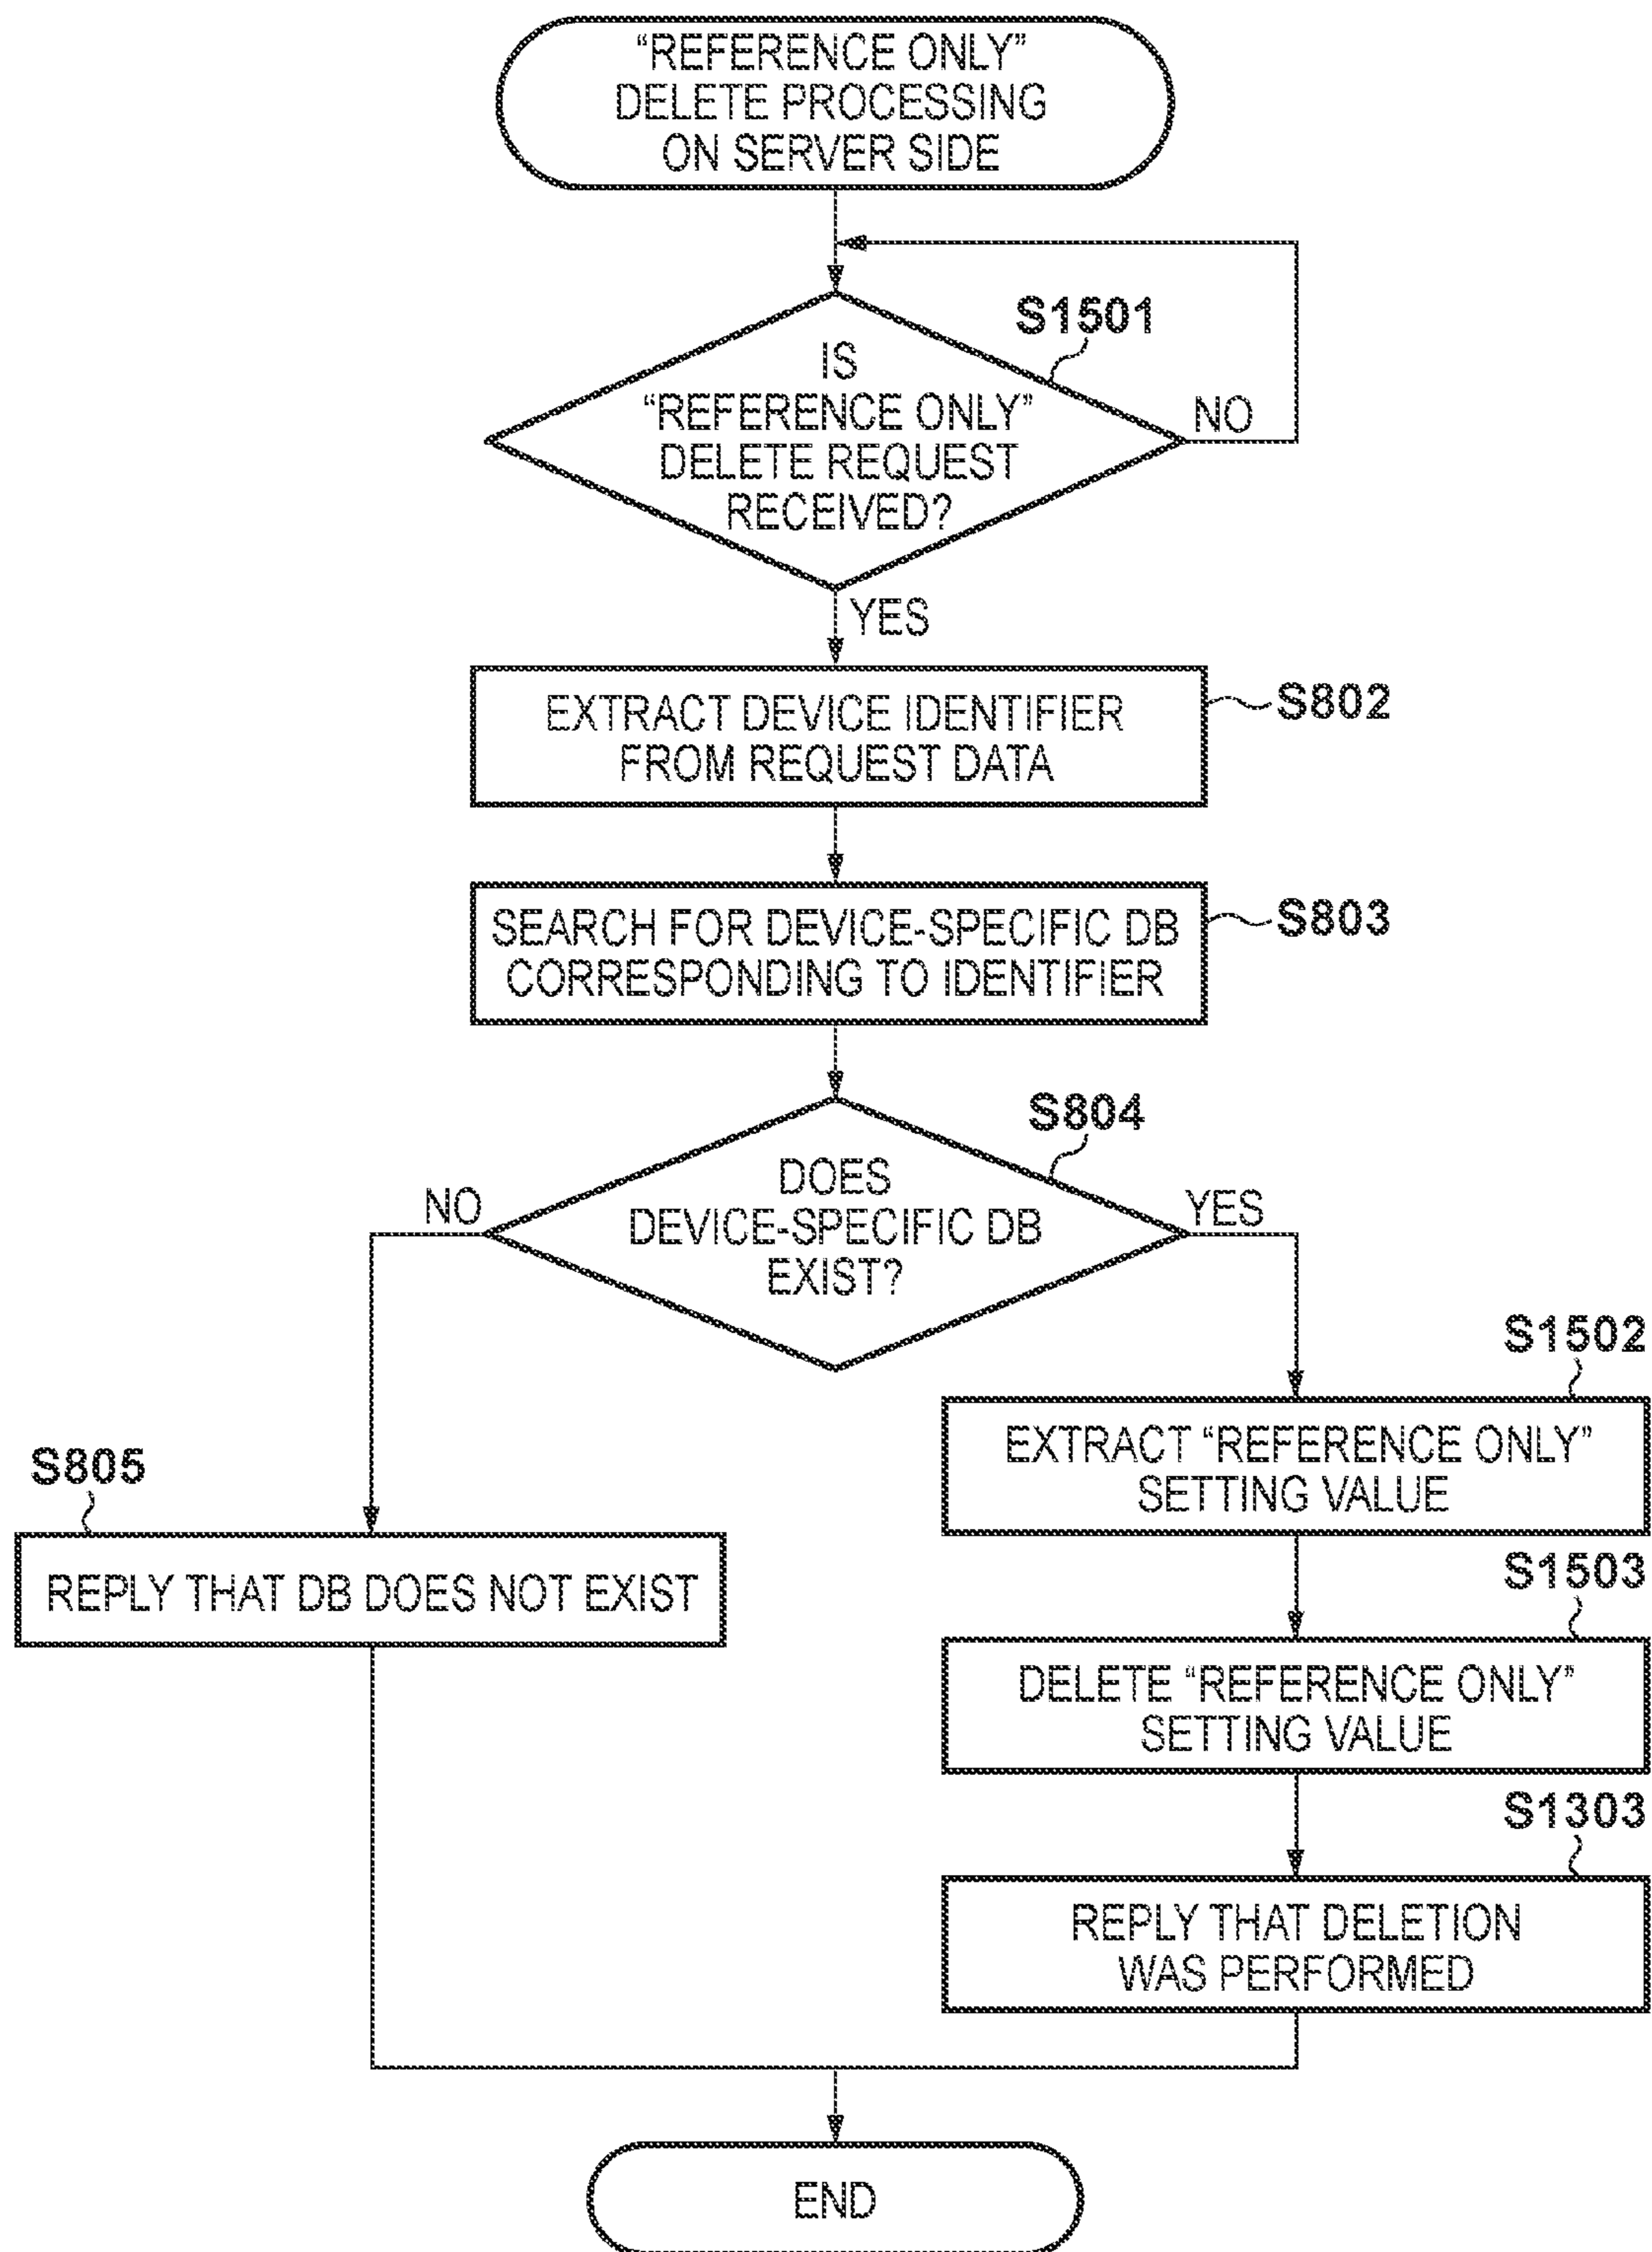 “REFERENCE ONLY”
DELETE PROCESSING
ON SERVER SIDE
S1501
IS
“REFERENCE ONLY”
DELETE REQUEST
RECEIVED?
NO
YES
EXTRACT DEVICE IDENTIFIER
FROM REQUEST DATA
S802
SEARCH FOR DEVICE-SPECIFIC DB
CORRESPONDING TO IDENTIFIER
S803
S804
DOES
DEVICE-SPECIFIC DB
EXIST?
NO
YES
S1502
EXTRACT “REFERENCE ONLY”
SETTING VALUE
S805
REPLY THAT DB DOES NOT EXIST
S1503
DELETE “REFERENCE ONLY”
SETTING VALUE
S1303
REPLY THAT DELETION
WAS PERFORMED
END